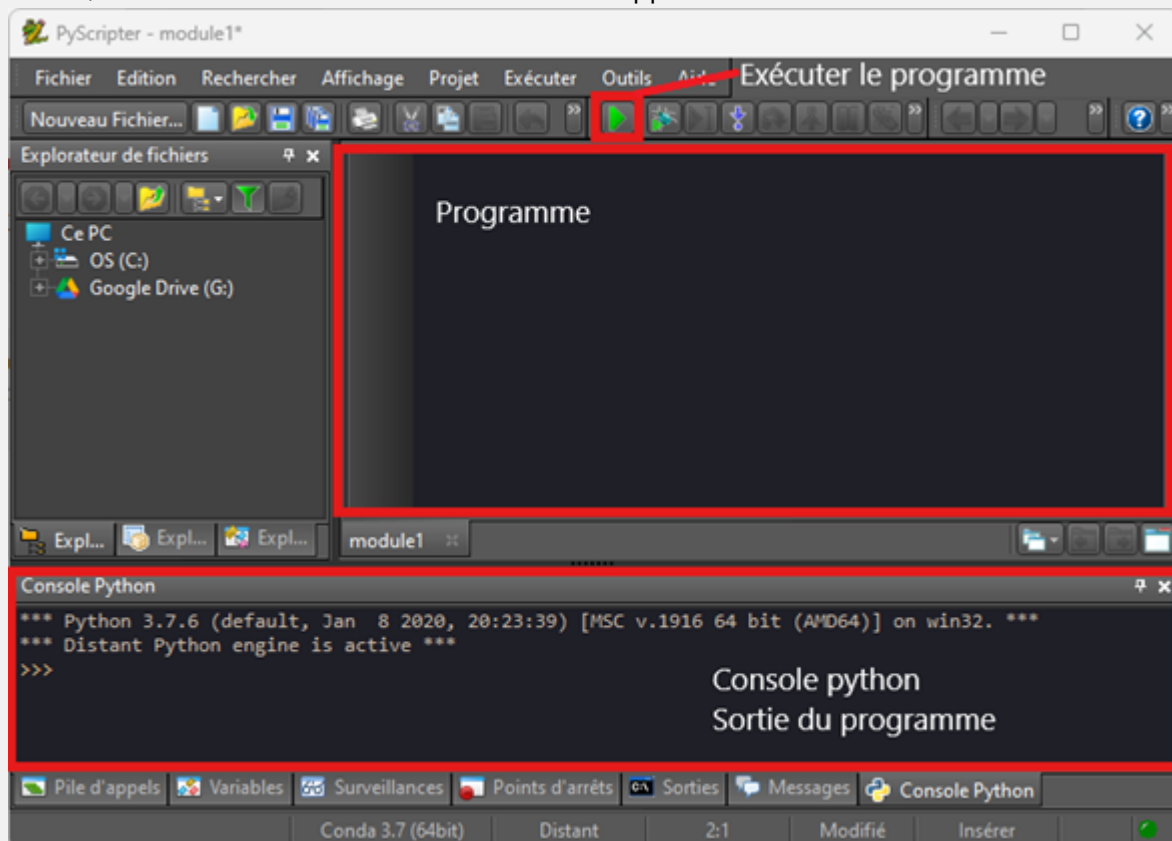 PyScripter - module1*
Fichier Edition Rechercher Affichage Projet Exécuter Outils Exécuter le programme
Nouveau Fichier...
Explorateur de fichiers
Programme
Ce PC
OS (C:)
Google Drive (G:)
Expl... Expl... Expl...
module1
Console Python
*** Python 3.7.6 (default, Jan 8 2020, 20:23:39) [MSC v.1916 64 bit (AMD64)] on win32. ***
*** Distant Python engine is active ***
>>>
Console python
Sortie du programme
Pile d'appels Variables Surveillances Points d'arrêts Sorties Messages Console Python
Conda 3.7 (64bit) Distant 2:1 Modifié Insérer